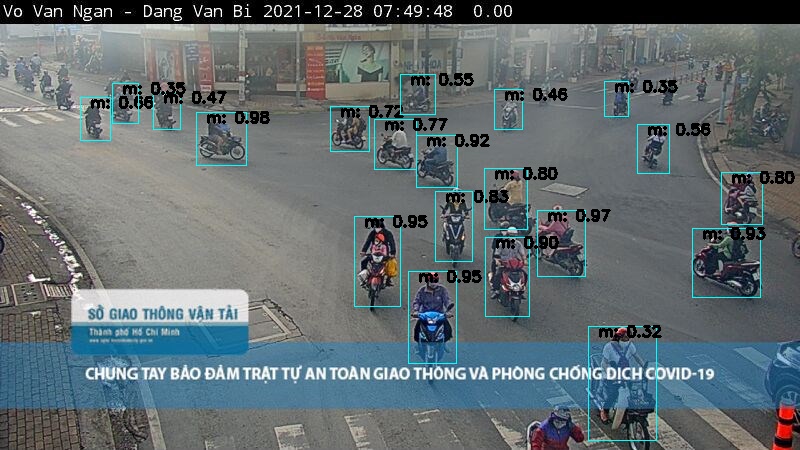 Vo Van Ngan - Dang Van Bi 2021-12-28 07:49:48 0.00
m: 0.55
m: 0.35
m: 0.35
m: 0.66
m: 0.47
m: 0.46
m: 0.98
m: 0.72
m: 0.77
m: 0.56
m: 0.92
m: 0.80
m: 0.80
m: 0.83
m: 0.95
m: 0.97
m: 0.93
m: 0.90
m: 0.95
SỞ GIAO THÔNG VẬN TẢI
Thành phố Hồ Chí Minh
m: 0.32
CHUNG TAY BẢO ĐẢM TRẬT TỰ AN TOÀN GIAO THÔNG VÀ PHÒNG CHỐNG DỊCH COVID-19